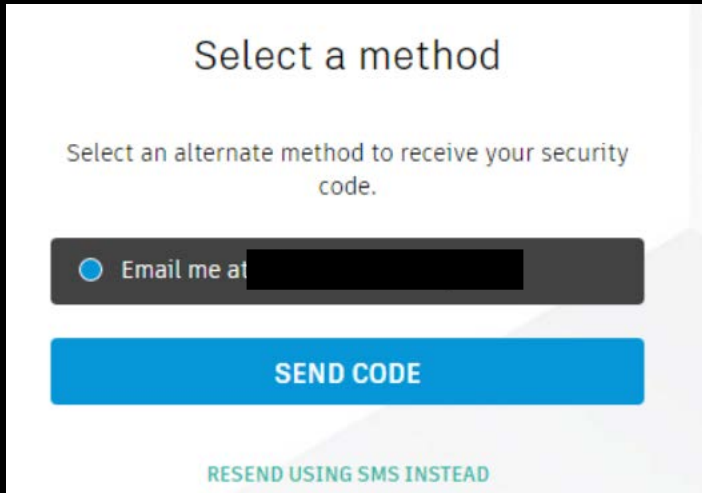 Select a method
Select an alternate method to receive your security
code.
Email me at
SEND CODE
RESEND USING SMS INSTEAD